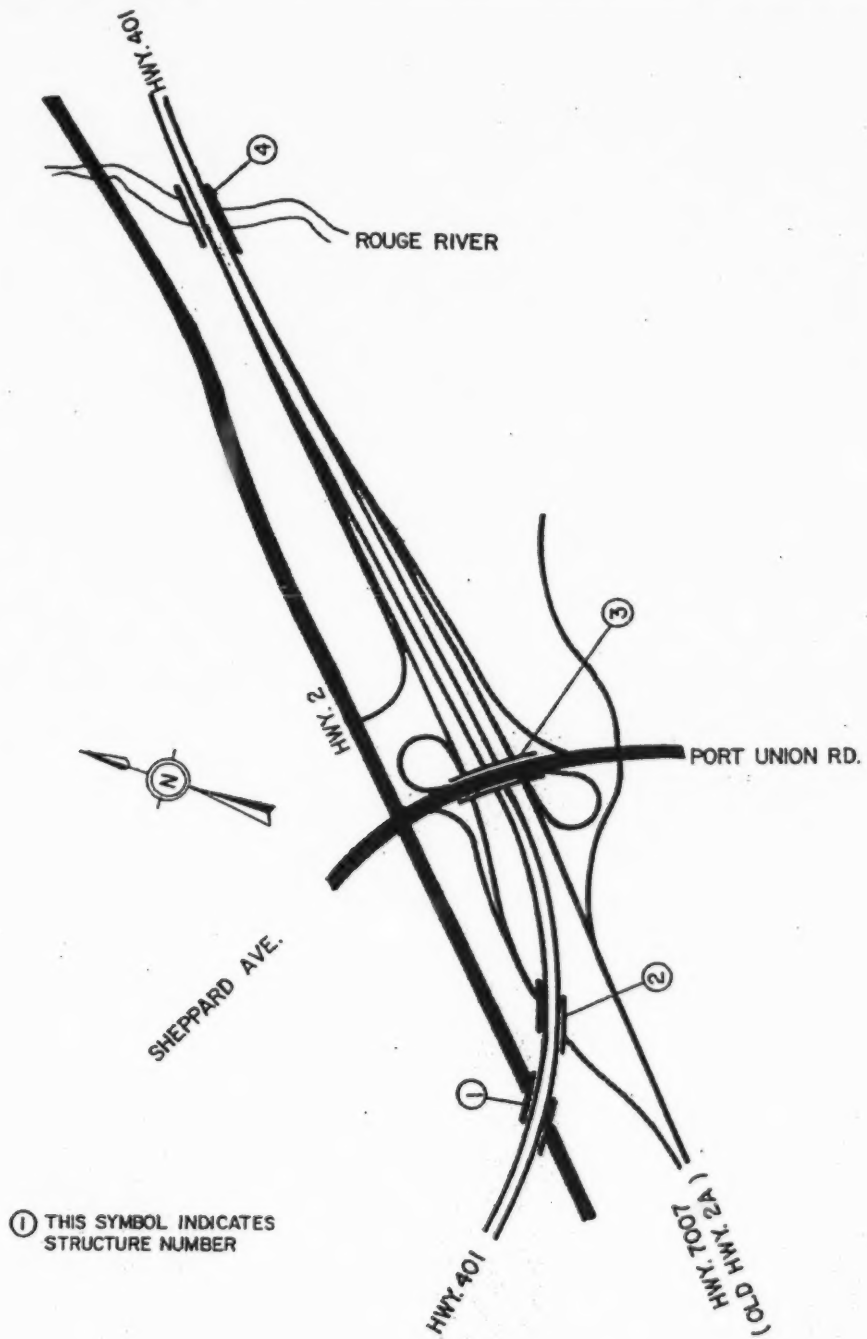 HWY. 401
④
ROUGE RIVER
③
HWY. 2
N
PORT UNION RD.
SHEPPARD AVE.
②
①
① THIS SYMBOL INDICATES
STRUCTURE NUMBER
HWY. 401
HWY. 7007
(OLD HWY. 2A)